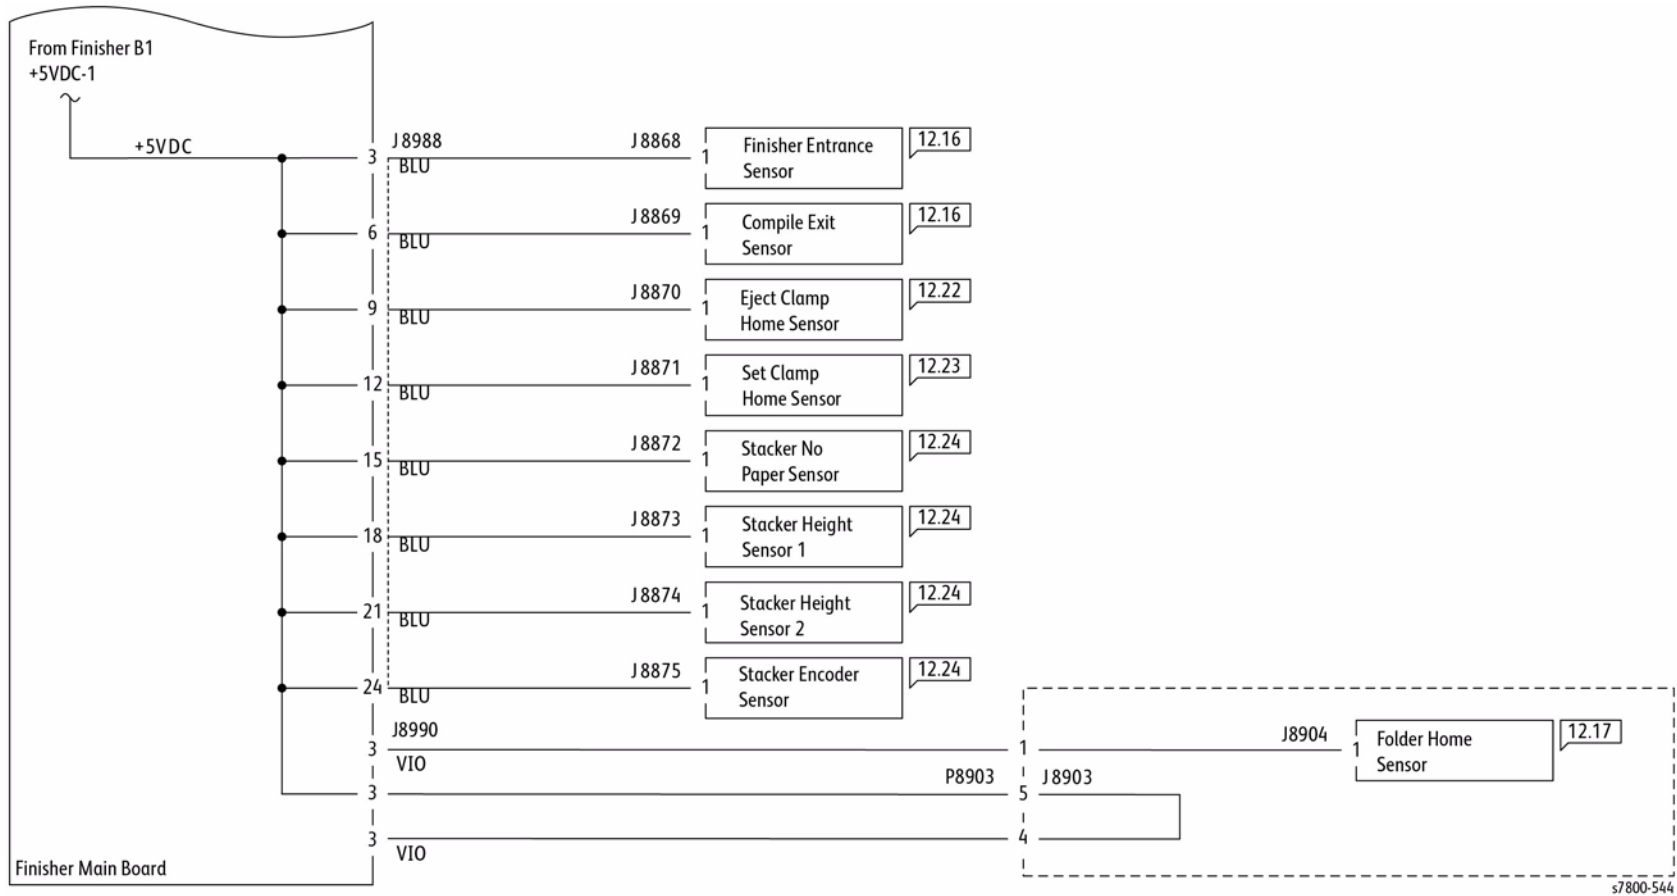 From Finisher B1
+5VDC-1
+5VDC
3 J8988 BLU J8868 1 Finisher Entrance 12.16
Sensor
6 BLU J8869 1 Compile Exit 12.16
Sensor
9 BLU J8870 1 Eject Clamp 12.22
Home Sensor
12 BLU J8871 1 Set Clamp 12.23
Home Sensor
15 BLU J8872 1 Stacker No 12.24
Paper Sensor
18 BLU J8873 1 Stacker Height 12.24
Sensor 1
21 BLU J8874 1 Stacker Height 12.24
Sensor 2
24 BLU J8875 1 Stacker Encoder 12.24
Sensor
3 J8990 VIO 1 J8904 1 Folder Home 12.17
Sensor
3 P8903 5 J8903
3 VIO 4
Finisher Main Board
s7800-544